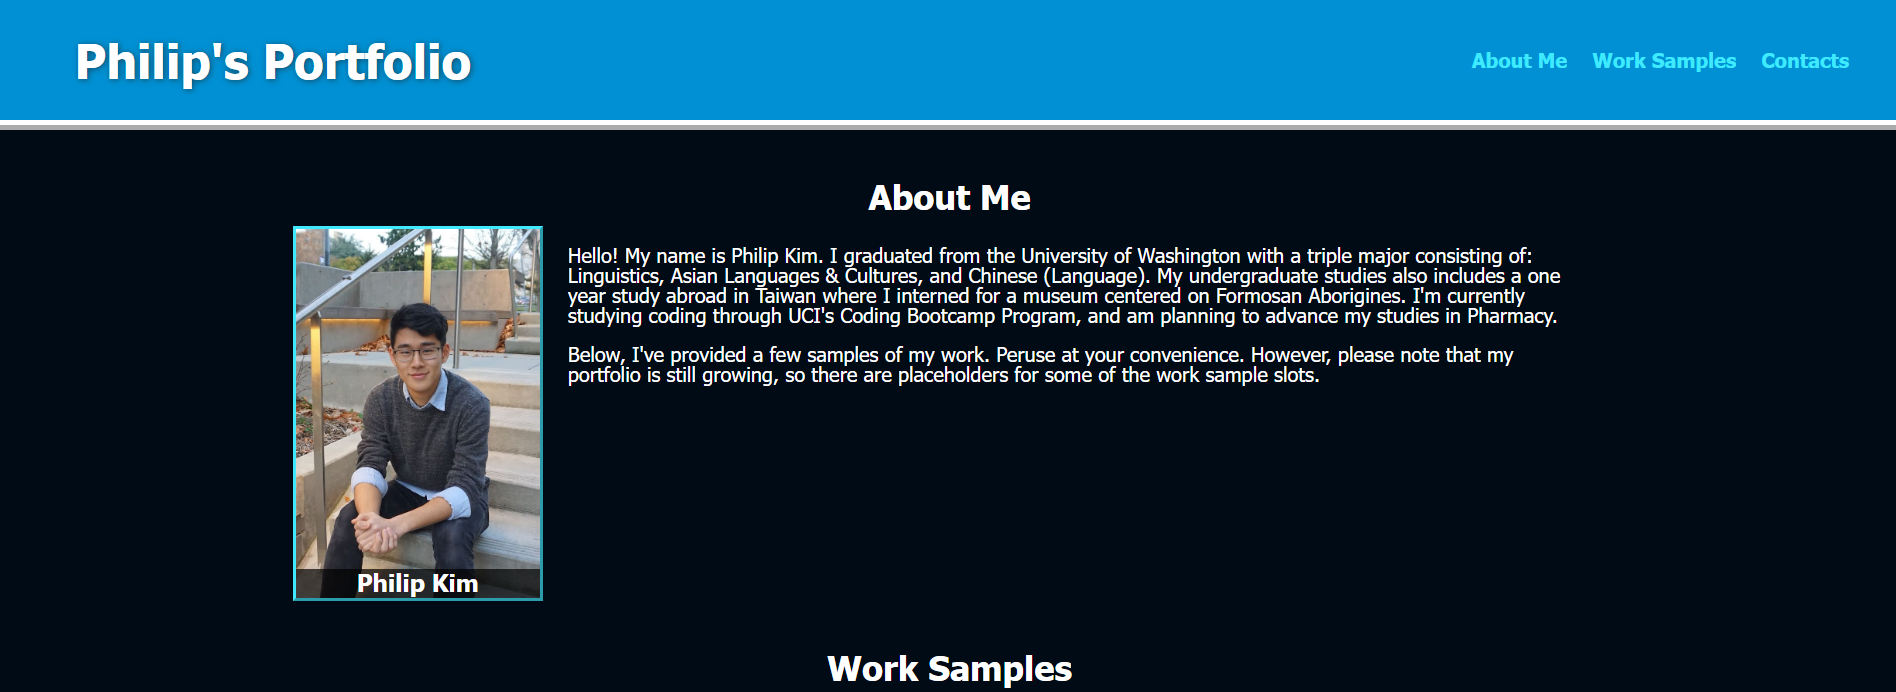 Philip's Portfolio
About Me Work Samples Contacts
About Me
Hello! My name is Philip Kim. I graduated from the University of Washington with a triple major consisting of:
Linguistics, Asian Languages & Cultures, and Chinese (Language). My undergraduate studies also includes a one
year study abroad in Taiwan where I interned for a museum centered on Formosan Aborigines. I'm currently
studying coding through UCI's Coding Bootcamp Program, and am planning to advance my studies in Pharmacy.
Below, I've provided a few samples of my work. Peruse at your convenience. However, please note that my
portfolio is still growing, so there are placeholders for some of the work sample slots.
Philip Kim
Work Samples